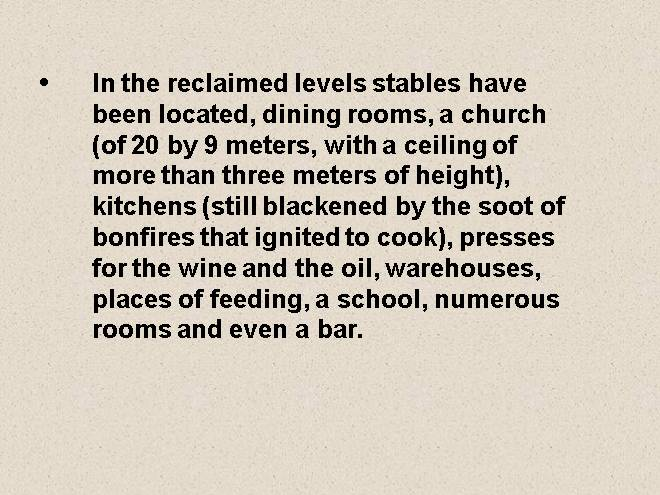 • In the reclaimed levels stables have
been located, dining rooms, a church
(of 20 by 9 meters, with a ceiling of
more than three meters of height),
kitchens (still blackened by the soot of
bonfires that ignited to cook), presses
for the wine and the oil, warehouses,
places of feeding, a school, numerous
rooms and even a bar.